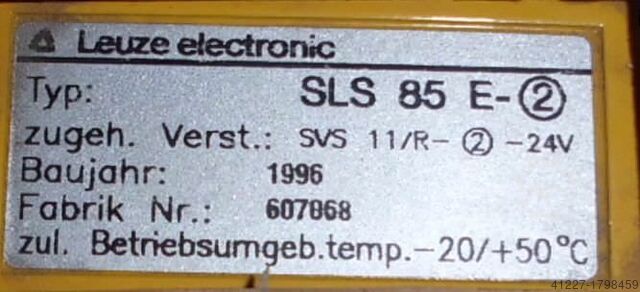 Leuze electronic
Typ: SLS 85 E-②
zugeh. Verst.: SVS 11/R- ② -24V
Baujahr: 1996
Fabrik Nr.: 607868
zul. Betriebsumgeb.temp.-20/+50°C
41227-1798459